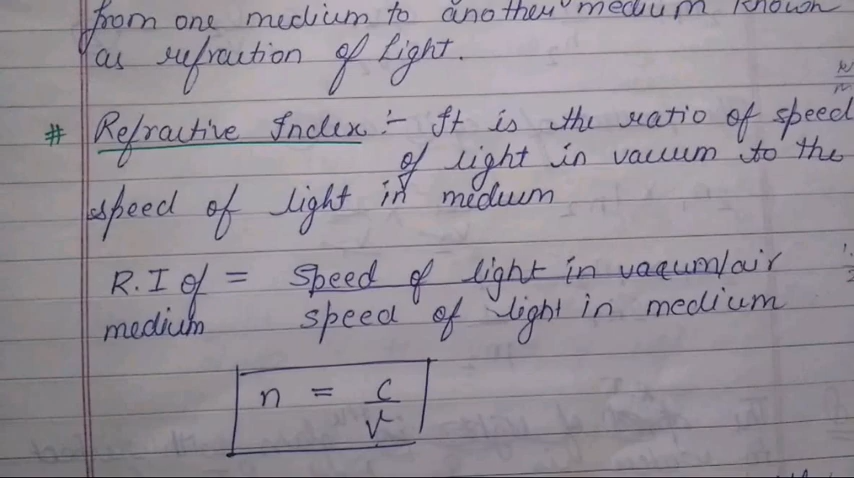 from one medium to another medium known
as refraction of light.
# Refractive Index :- It is the ratio of speed
of light in vacuum to the
speed of light in medium
R.I of = Speed of light in vaqum/air
medium speed of light in medium
n = c
v